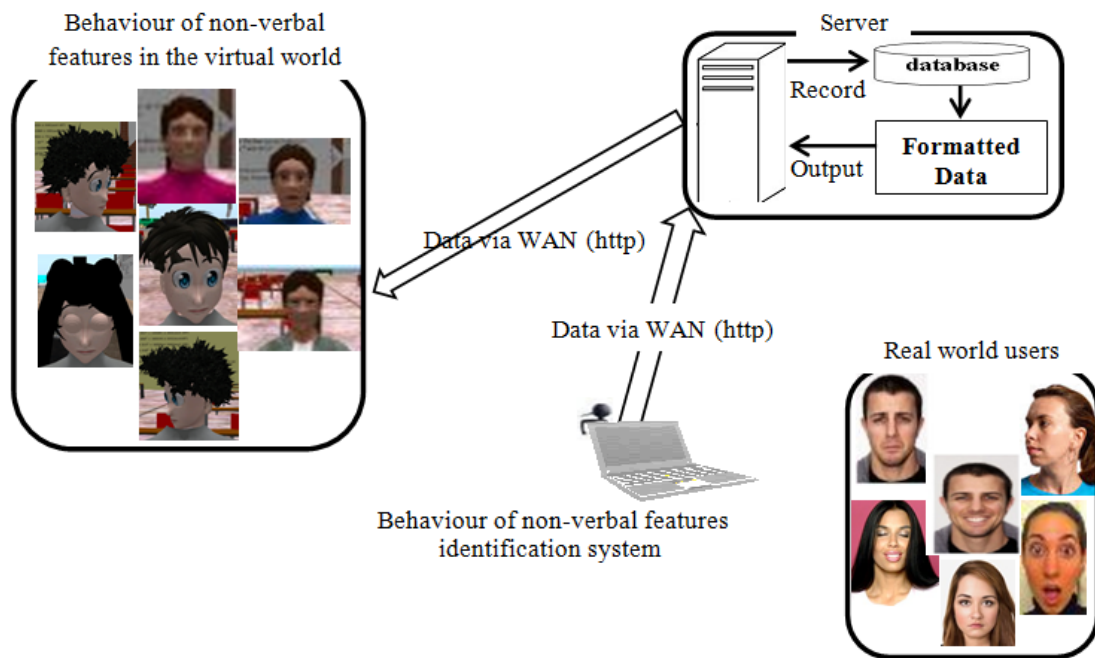 Behaviour of non-verbal
features in the virtual world
Server
database
Record
Formatted
Data
Output
Data via WAN (http)
Data via WAN (http)
Real world users
Behaviour of non-verbal features
identification system